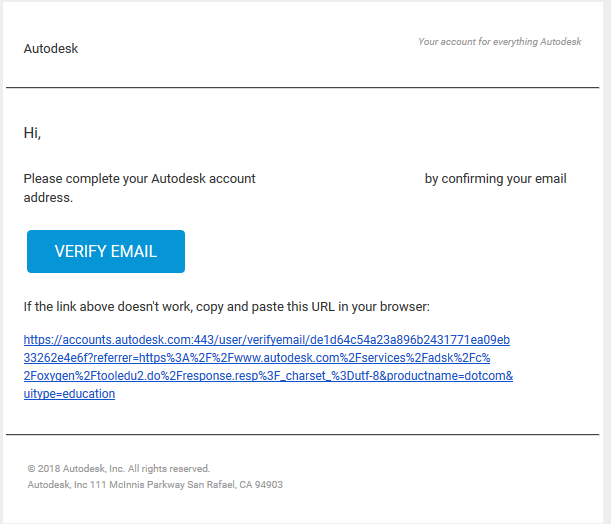 Autodesk
Your account for everything Autodesk
Hi,
Please complete your Autodesk account by confirming your email
address.
VERIFY EMAIL
If the link above doesn't work, copy and paste this URL in your browser:
https://accounts.autodesk.com:443/user/verifyemail/de1d64c54a23a896b2431771ea09eb
33262e4e6f?referrer=https%3A%2F%2Fwww.autodesk.com%2Fservices%2Fadsk%2Fc%
2Foxygen%2Ftooledu2.do%2Fresponse.resp%3F_charset_%3Dutf-8&productname=dotcom&
uitype=education
© 2018 Autodesk, Inc. All rights reserved.
Autodesk, Inc 111 McInnis Parkway San Rafael, CA 94903